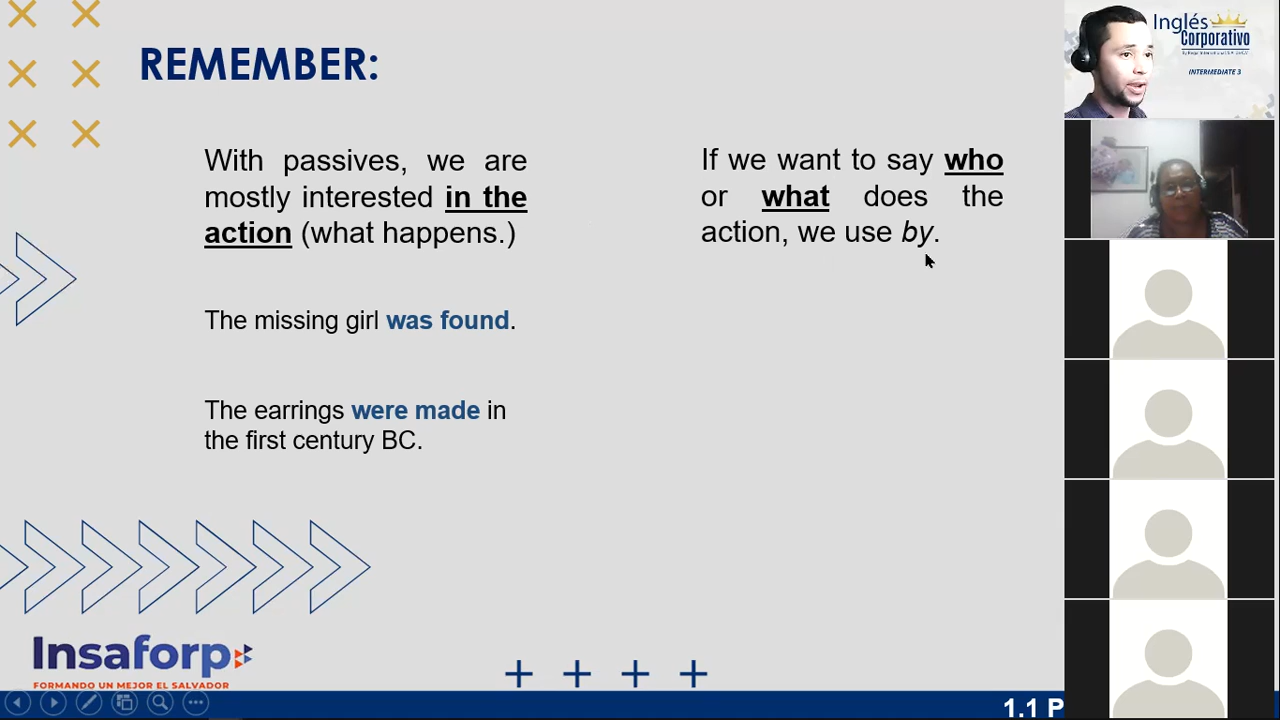 REMEMBER:
With passives, we are
mostly interested in the
action (what happens.)
The missing girl was found.
The earrings were made in
the first century BC.
If we want to say who
or what does the
action, we use by.
Insaforp
FORMANDO UN MEJOR EL SALVADOR
1.1 P
Inglés
Corporativo
INTERMEDIATE 3